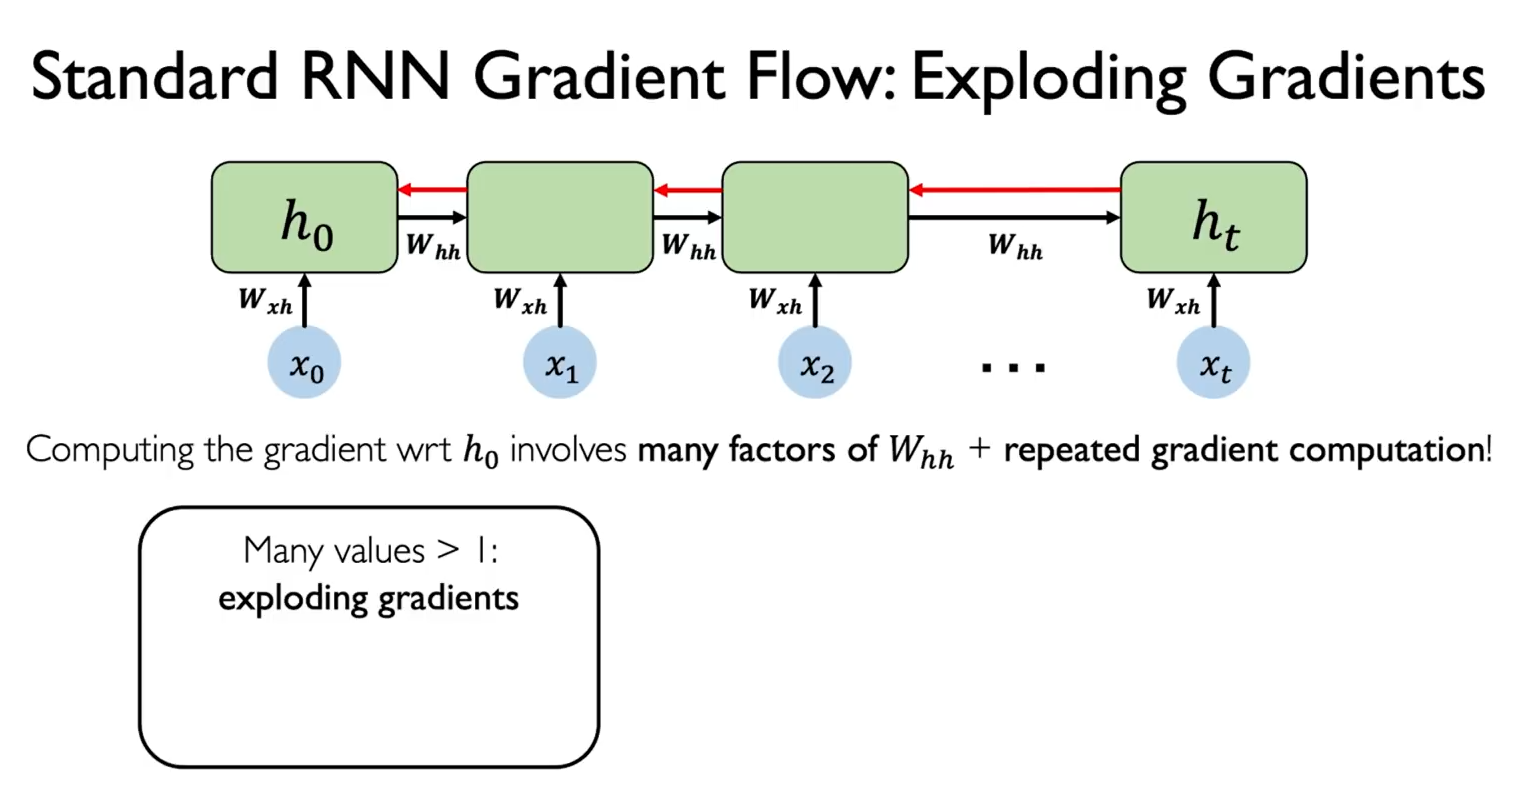 Standard RNN Gradient Flow: Exploding Gradients
h₀ hₜ
Wₕₕ Wₕₕ Wₕₕ
Wₓₕ Wₓₕ Wₓₕ Wₓₕ
x₀ x₁ x₂ ... xₜ
Computing the gradient wrt h₀ involves many factors of Wₕₕ + repeated gradient computation!
Many values > 1:
exploding gradients